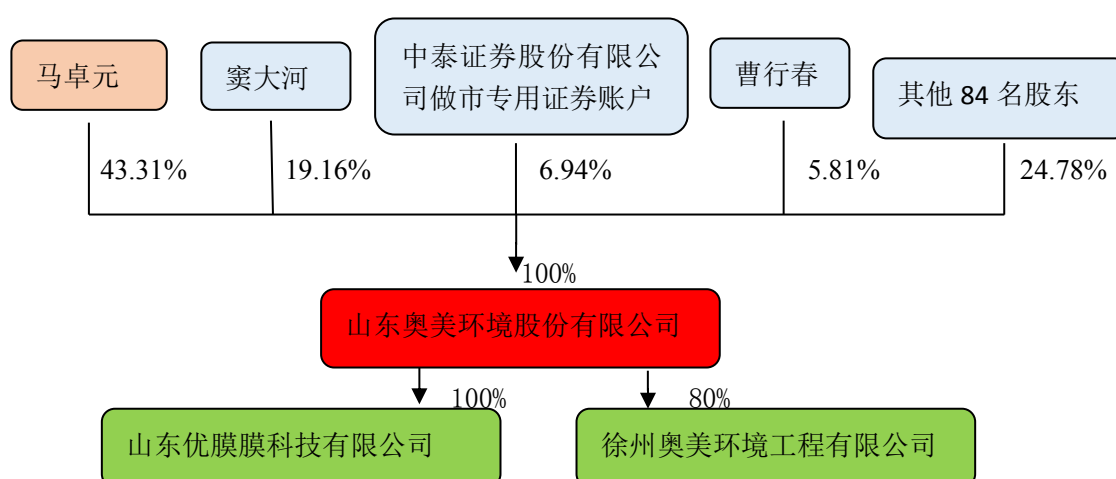 马卓元
窦大河
中泰证券股份有限公
司做市专用证券账户
曹行春
其他 84 名股东
43.31%
19.16%
6.94%
5.81%
24.78%
100%
山东奥美环境股份有限公司
100%
80%
山东优膜膜科技有限公司
徐州奥美环境工程有限公司